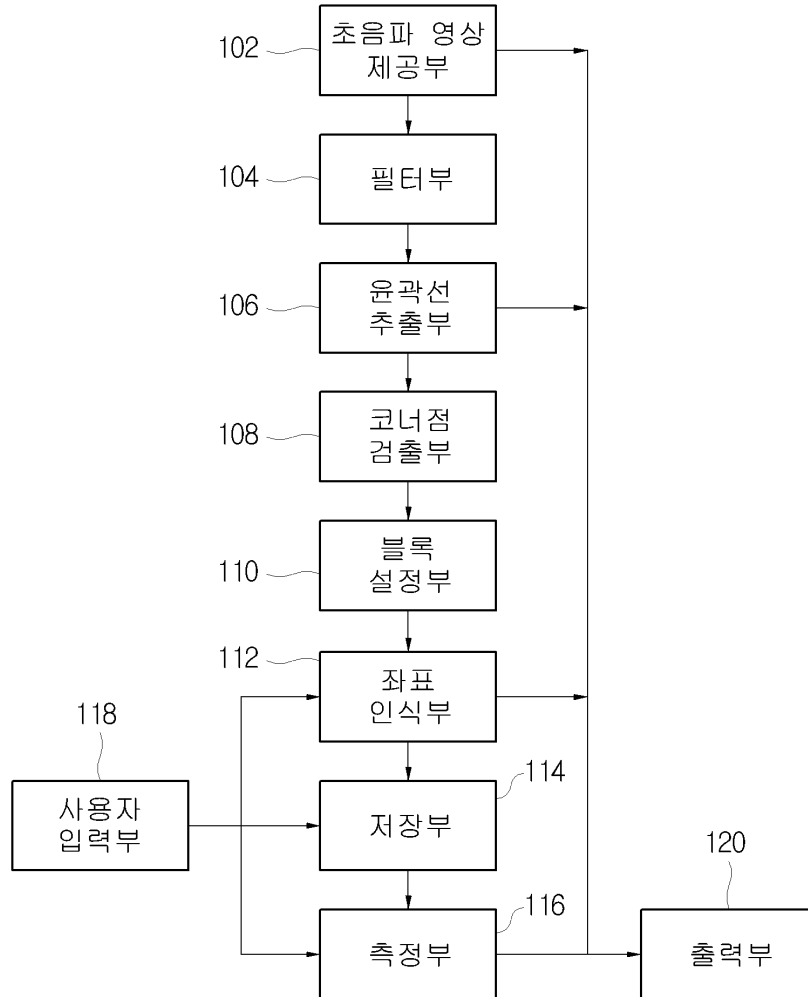 102
초음파 영상
제공부
104
필터부
106
윤곽선
추출부
108
코너점
검출부
110
블록
설정부
112
좌표
인식부
118
사용자
입력부
114
저장부
116
측정부
120
출력부